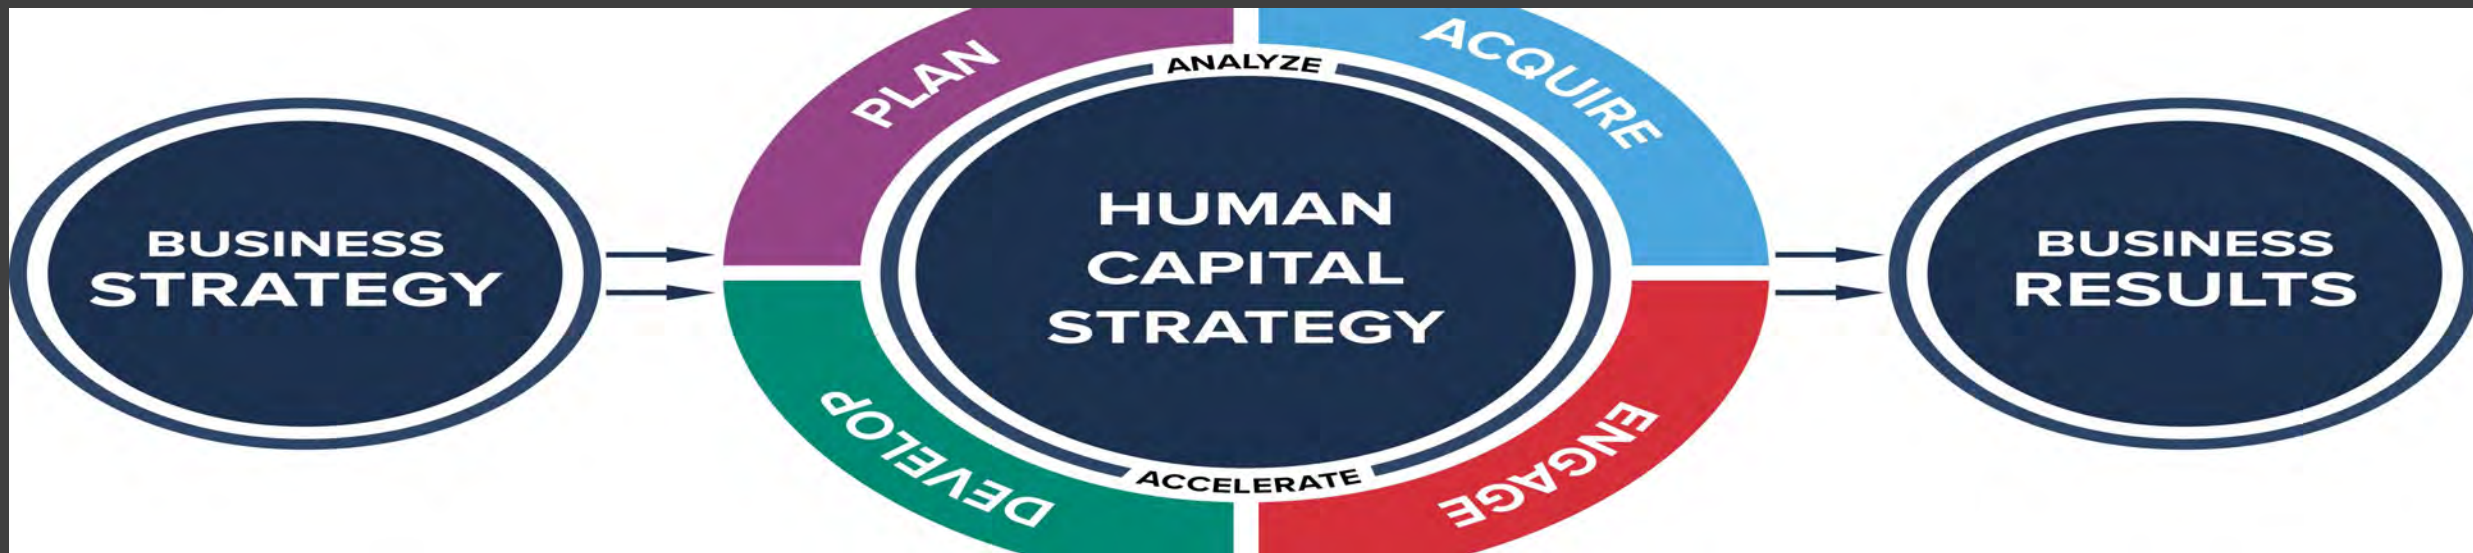 BUSINESS
STRATEGY
PLAN
ANALYZE
ACQUIRE
HUMAN
CAPITAL
STRATEGY
DEVELOP
ACCELERATE
ENGAGE
BUSINESS
RESULTS